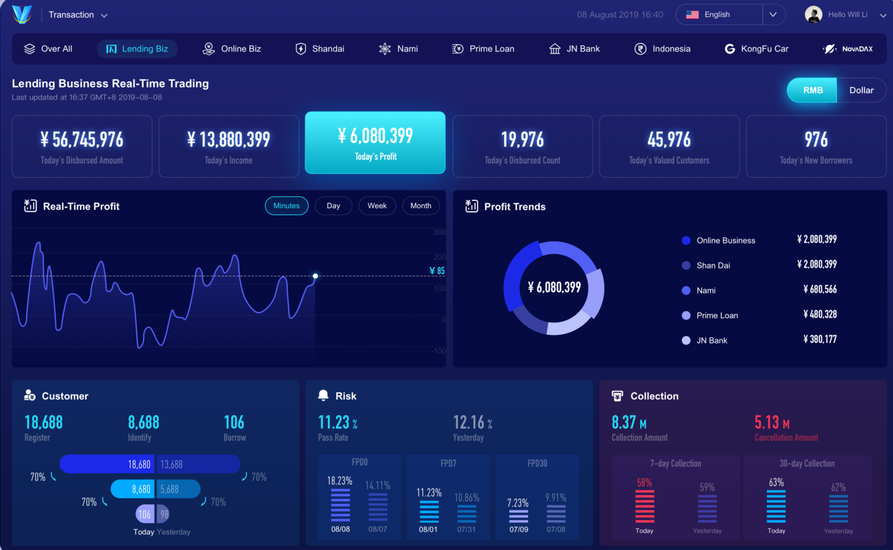 Transaction
08 August 2019 16:40
English
Hello Will Li
Over All
Lending Biz
Online Biz
Shandai
Nami
Prime Loan
JN Bank
Indonesia
KongFu Car
NovaDAX
Lending Business Real-Time Trading
Last updated at 16:37 GMT+8 2019-08-08
RMB
Dollar
¥ 56,745,976
Today's Disbursed Amount
¥ 13,880,399
Today's Income
¥ 6,080,399
Today's Profit
19,976
Today's Disbursed Count
45,976
Today's Valued Customers
976
Today's New Borrowers
Real-Time Profit
Minutes
Day
Week
Month
300
200
¥ 85
100
0
-100
Profit Trends
¥ 6,080,399
Online Business ¥ 2,080,399
Shan Dai ¥ 2,080,399
Nami ¥ 680,566
Prime Loan ¥ 480,328
JN Bank ¥ 380,177
Customer
18,688
Register
8,688
Identify
106
Borrow
18,680 13,688
70% 70%
8,680 5,688
70% 70%
106 98
Today Yesterday
Risk
11.23 %
Pass Rate
12.16 %
Yesterday
FPD0
18.23% 14.11%
08/08 08/07
FPD7
11.23% 10.86%
08/01 07/31
FPD30
7.23% 9.91%
07/09 07/08
Collection
8.37 M
Collection Amount
5.13 M
Cancellation Amount
7-day Collection
58% 59%
Today Yesterday
30-day Collection
63% 62%
Today Yesterday